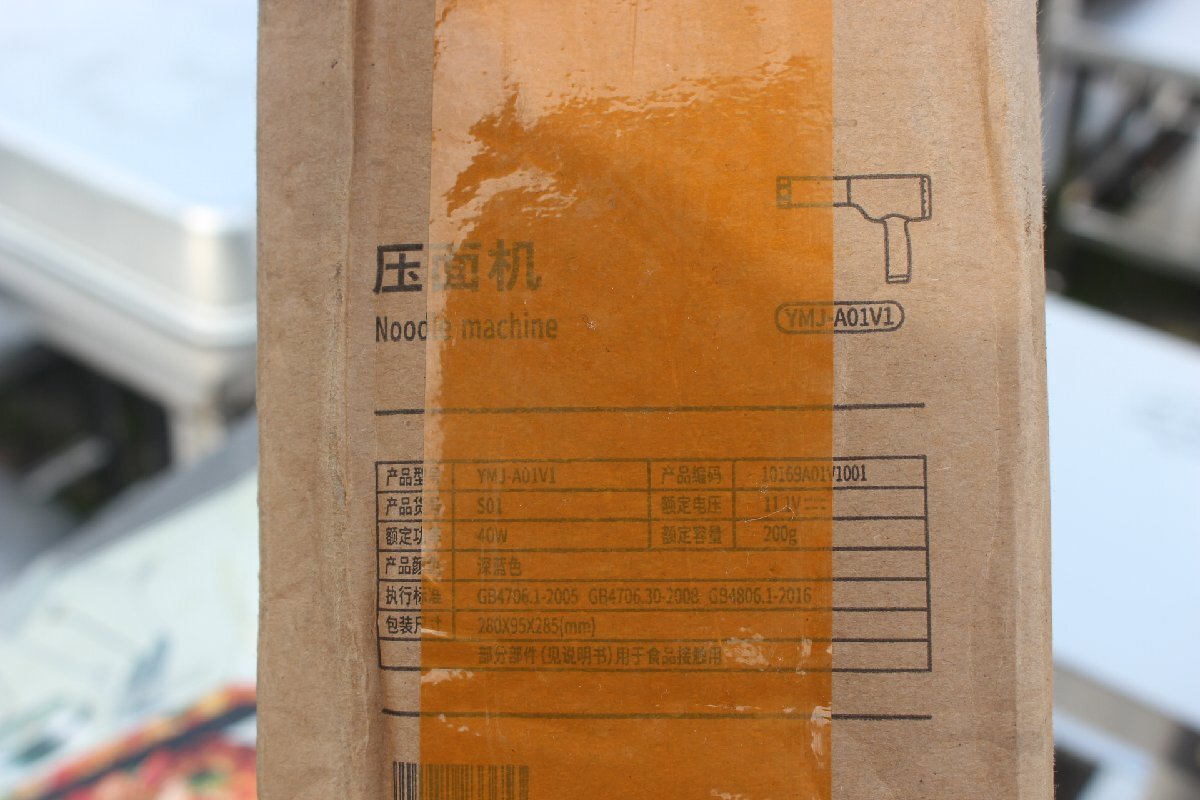 压面机
Noodle machine
YMJ-A01V1
产品型号 YMJ-A01V1 产品编码 10169A01V1001
产品货号 S01 额定电压 11.1V
额定功率 40W 额定容量 200g
产品颜色 深蓝色
执行标准 GB4706.1-2005 GB4706.30-2008 GB4806.1-2016
包装尺寸 280X95X285(mm)
部分部件(见说明书)用于食品接触用